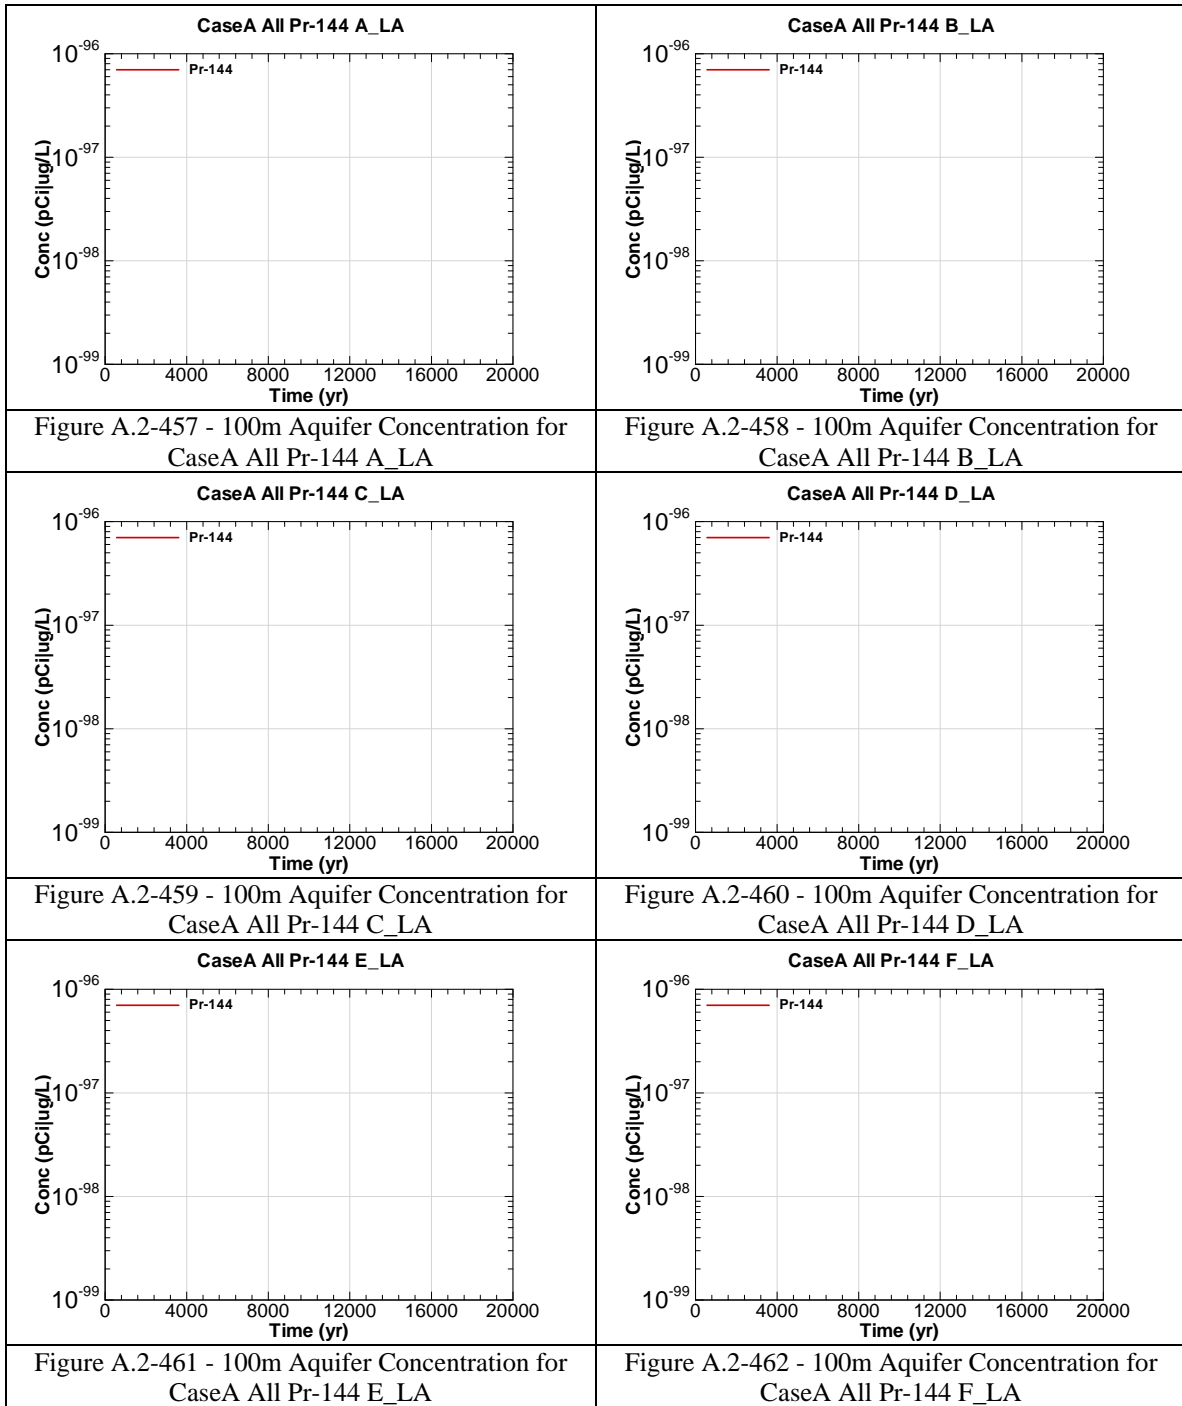 CaseA All Pr-144 A_LA
10-96
Pr-144
10-97
Conc (pCi|ug/L)
10-98
10-99
0 4000 8000 12000 16000 20000
Time (yr)
Figure A.2-457 - 100m Aquifer Concentration for
CaseA All Pr-144 A_LA
CaseA All Pr-144 B_LA
10-96
Pr-144
10-97
Conc (pCi|ug/L)
10-98
10-99
0 4000 8000 12000 16000 20000
Time (yr)
Figure A.2-458 - 100m Aquifer Concentration for
CaseA All Pr-144 B_LA
CaseA All Pr-144 C_LA
10-96
Pr-144
10-97
Conc (pCi|ug/L)
10-98
10-99
0 4000 8000 12000 16000 20000
Time (yr)
Figure A.2-459 - 100m Aquifer Concentration for
CaseA All Pr-144 C_LA
CaseA All Pr-144 D_LA
10-96
Pr-144
10-97
Conc (pCi|ug/L)
10-98
10-99
0 4000 8000 12000 16000 20000
Time (yr)
Figure A.2-460 - 100m Aquifer Concentration for
CaseA All Pr-144 D_LA
CaseA All Pr-144 E_LA
10-96
Pr-144
10-97
Conc (pCi|ug/L)
10-98
10-99
0 4000 8000 12000 16000 20000
Time (yr)
Figure A.2-461 - 100m Aquifer Concentration for
CaseA All Pr-144 E_LA
CaseA All Pr-144 F_LA
10-96
Pr-144
10-97
Conc (pCi|ug/L)
10-98
10-99
0 4000 8000 12000 16000 20000
Time (yr)
Figure A.2-462 - 100m Aquifer Concentration for
CaseA All Pr-144 F_LA